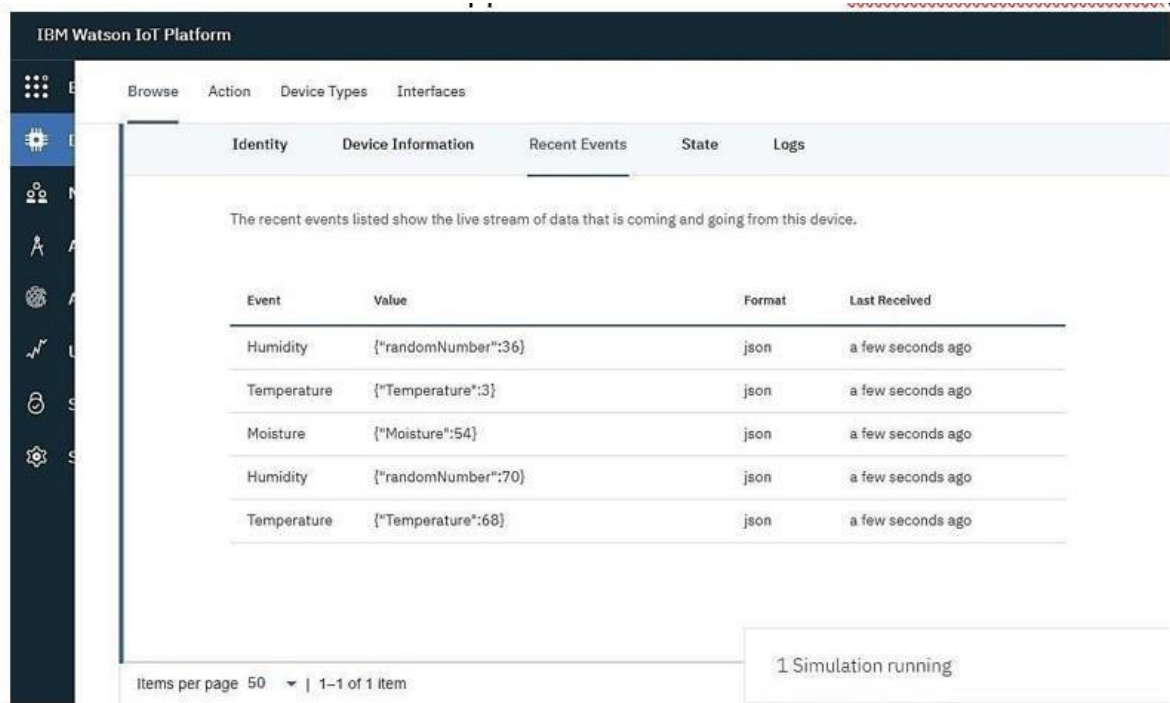 IBM Watson IoT Platform
Browse Action Device Types Interfaces
Identity Device Information Recent Events State Logs
The recent events listed show the live stream of data that is coming and going from this device.
Event Value Format Last Received
Humidity {"randomNumber":36} json a few seconds ago
Temperature {"Temperature":3} json a few seconds ago
Moisture {"Moisture":54} json a few seconds ago
Humidity {"randomNumber":70} json a few seconds ago
Temperature {"Temperature":68} json a few seconds ago
1 Simulation running
Items per page 50 | 1–1 of 1 item